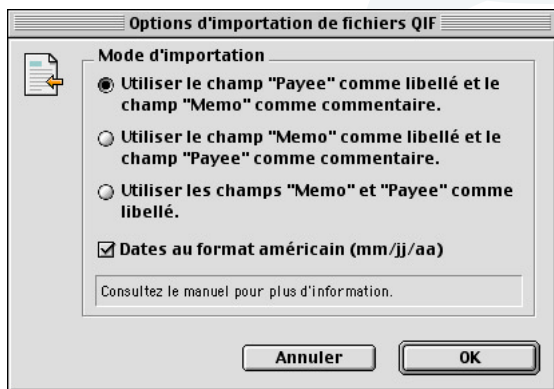 Options d'importation de fichiers QIF
Mode d'importation
Utiliser le champ "Payee" comme libellé et le
champ "Memo" comme commentaire.
Utiliser le champ "Memo" comme libellé et le
champ "Payee" comme commentaire.
Utiliser les champs "Memo" et "Payee" comme
libellé.
Dates au format américain (mm/jj/aa)
Consultez le manuel pour plus d'information.
Annuler
OK